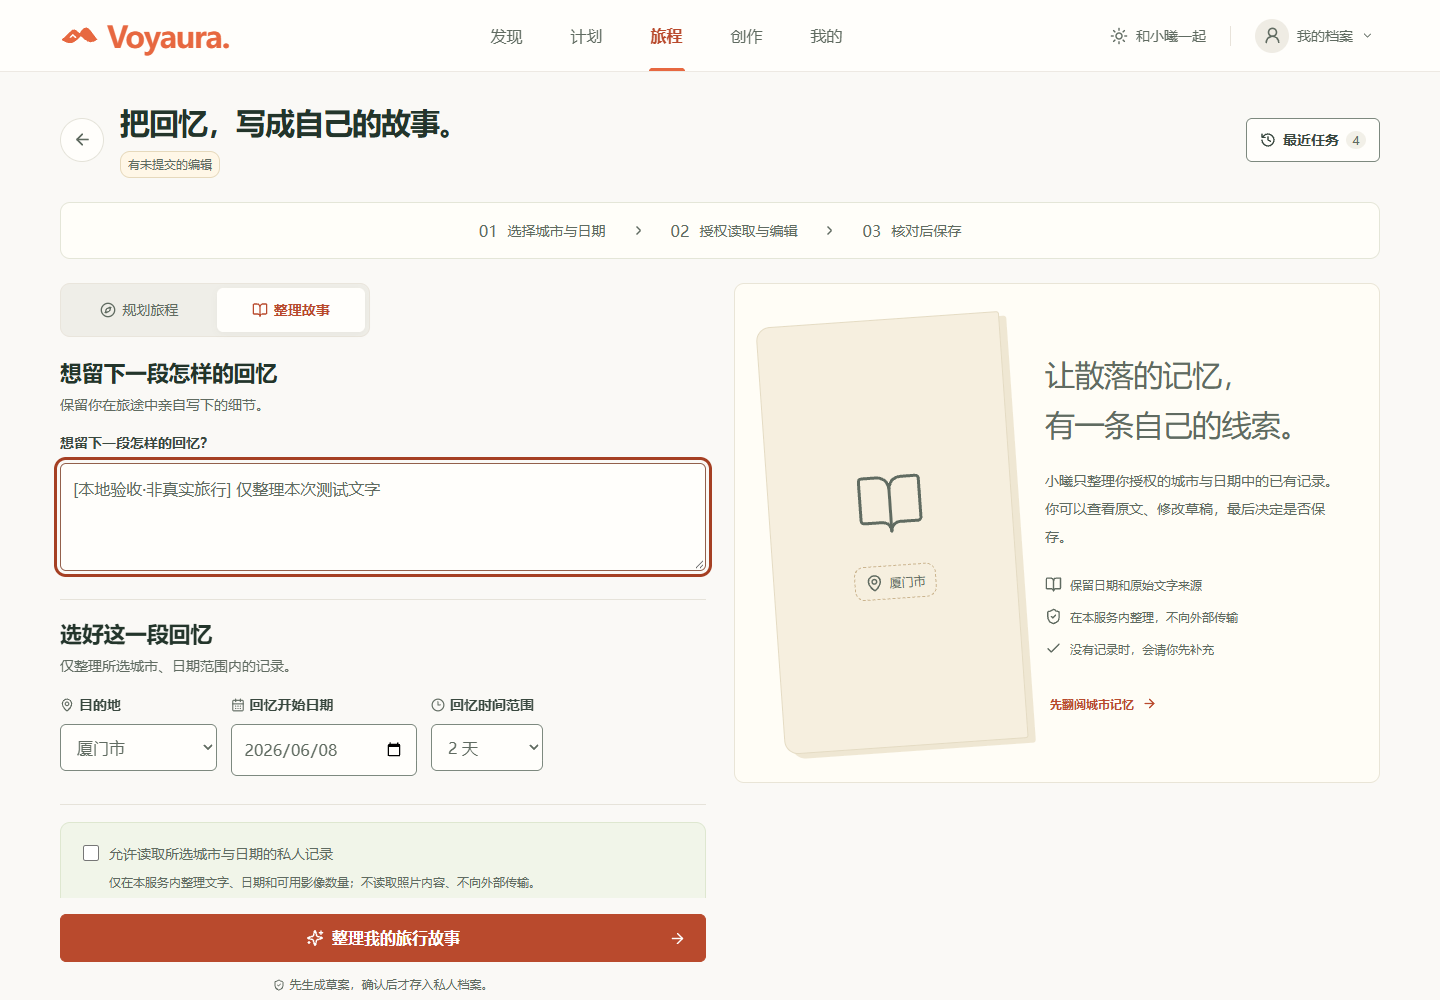 Voyaura.
发现
计划
旅程
创作
我的
和小曦一起
我的档案
把回忆，写成自己的故事。
有未提交的编辑
最近任务 4
01 选择城市与日期
02 授权读取与编辑
03 核对后保存
规划旅程
整理故事
想留下一段怎样的回忆
保留你在旅途中亲自写下的细节。
想留下一段怎样的回忆？
[本地验收·非真实旅行] 仅整理本次测试文字
选好这一段回忆
仅整理所选城市、日期范围内的记录。
目的地
回忆开始日期
回忆时间范围
厦门市
2026/06/08
2 天
允许读取所选城市与日期的私人记录
仅在本服务内整理文字、日期和可用影像数量；不读取照片内容、不向外部传输。
整理我的旅行故事
先生成草案，确认后才存入私人档案。
厦门市
让散落的记忆，
有一条自己的线索。
小曦只整理你授权的城市与日期中的已有记录。
你可以查看原文、修改草稿，最后决定是否保
存。
保留日期和原始文字来源
在本服务内整理，不向外部传输
没有记录时，会请你先补充
先翻阅城市记忆